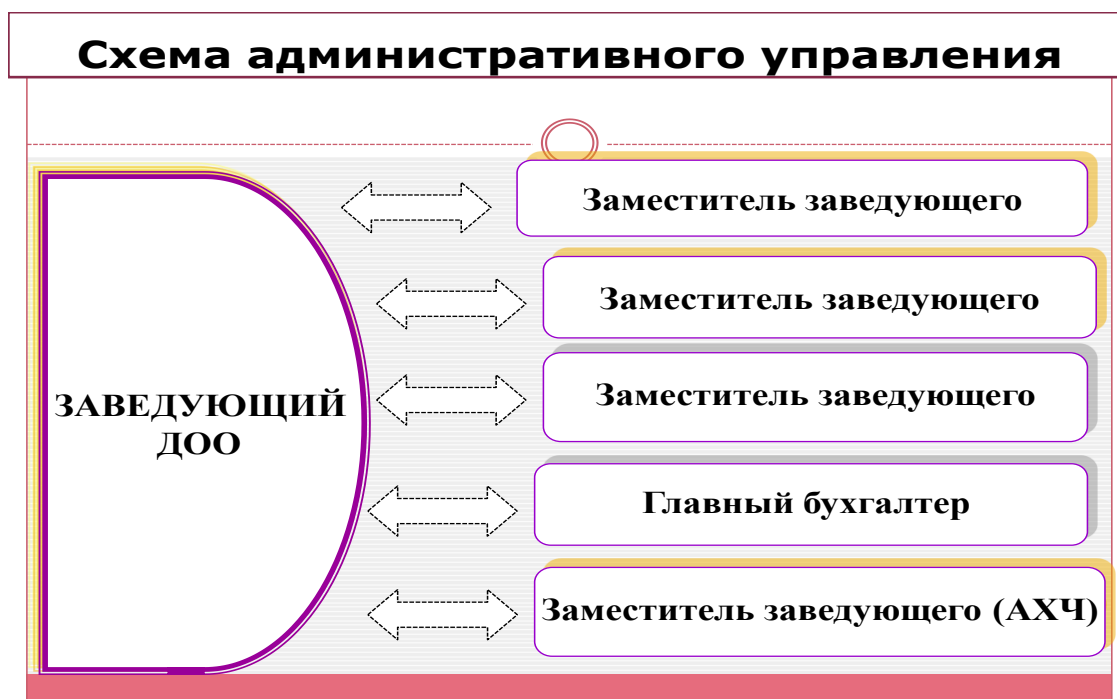 Схема административного управления
Заместитель заведующего
Заместитель заведующего
ЗАВЕДУЮЩИЙ
ДОО
Заместитель заведующего
Главный бухгалтер
Заместитель заведующего (АХЧ)